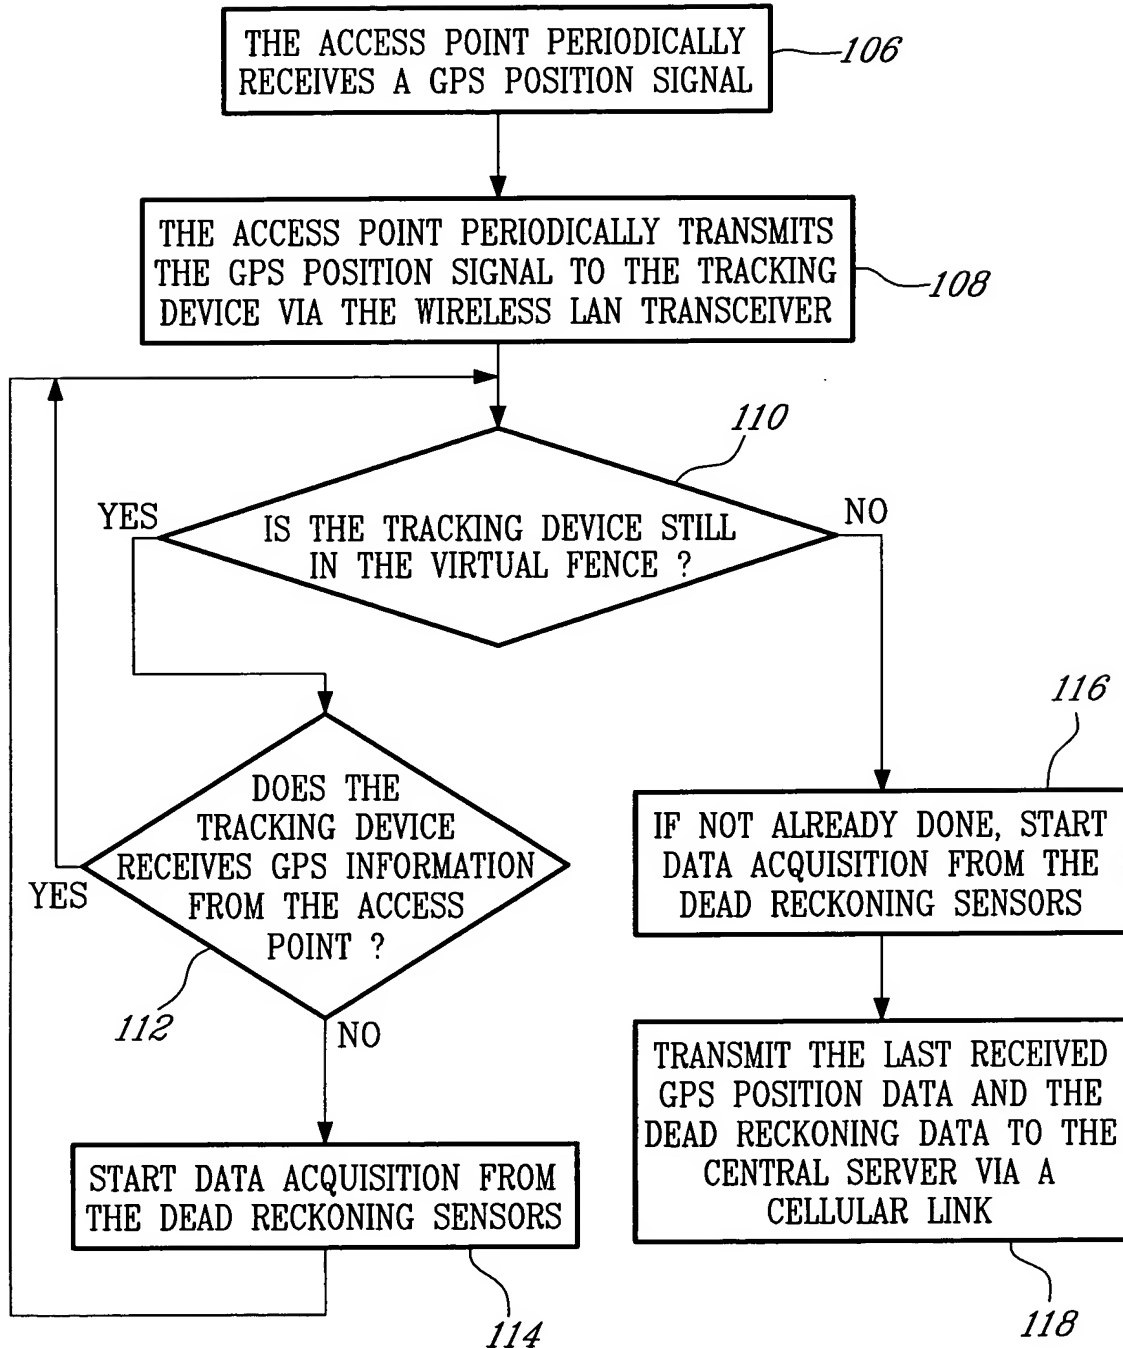 THE ACCESS POINT PERIODICALLY
RECEIVES A GPS POSITION SIGNAL
106
THE ACCESS POINT PERIODICALLY TRANSMITS
THE GPS POSITION SIGNAL TO THE TRACKING
DEVICE VIA THE WIRELESS LAN TRANSCEIVER
108
110
YES
NO
IS THE TRACKING DEVICE STILL
IN THE VIRTUAL FENCE ?
116
DOES THE
TRACKING DEVICE
RECEIVES GPS INFORMATION
FROM THE ACCESS
POINT ?
YES
112
NO
IF NOT ALREADY DONE, START
DATA ACQUISITION FROM THE
DEAD RECKONING SENSORS
TRANSMIT THE LAST RECEIVED
GPS POSITION DATA AND THE
DEAD RECKONING DATA TO THE
CENTRAL SERVER VIA A
CELLULAR LINK
START DATA ACQUISITION FROM
THE DEAD RECKONING SENSORS
114
118